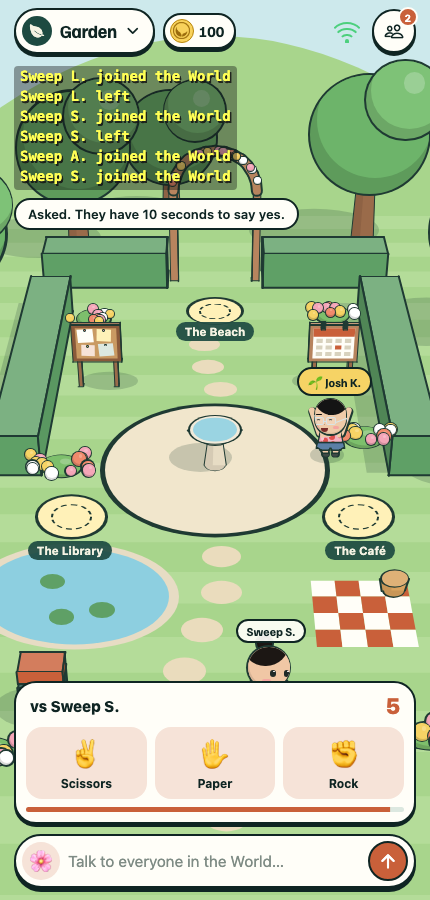 Garden
100
2
Sweep L. joined the World
Sweep L. left
Sweep S. joined the World
Sweep S. left
Sweep A. joined the World
Sweep S. joined the World
Asked. They have 10 seconds to say yes.
The Beach
Josh K.
The Library
The Café
Sweep S.
vs Sweep S.
5
Scissors
Paper
Rock
Talk to everyone in the World...